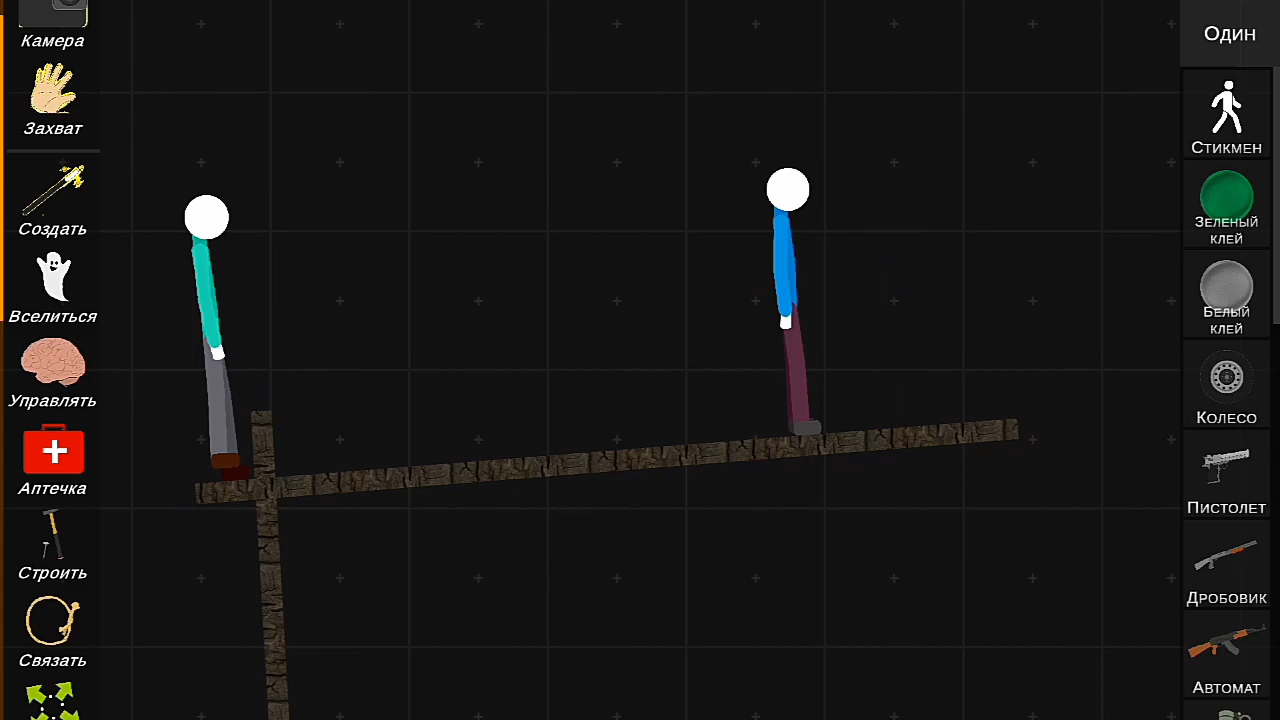 Камера
Захват
Создать
Вселиться
Управлять
Аптечка
Строить
Связать
Один
Стикмен
Зеленый
клей
Белый
клей
Колесо
Пистолет
Дробовик
Автомат